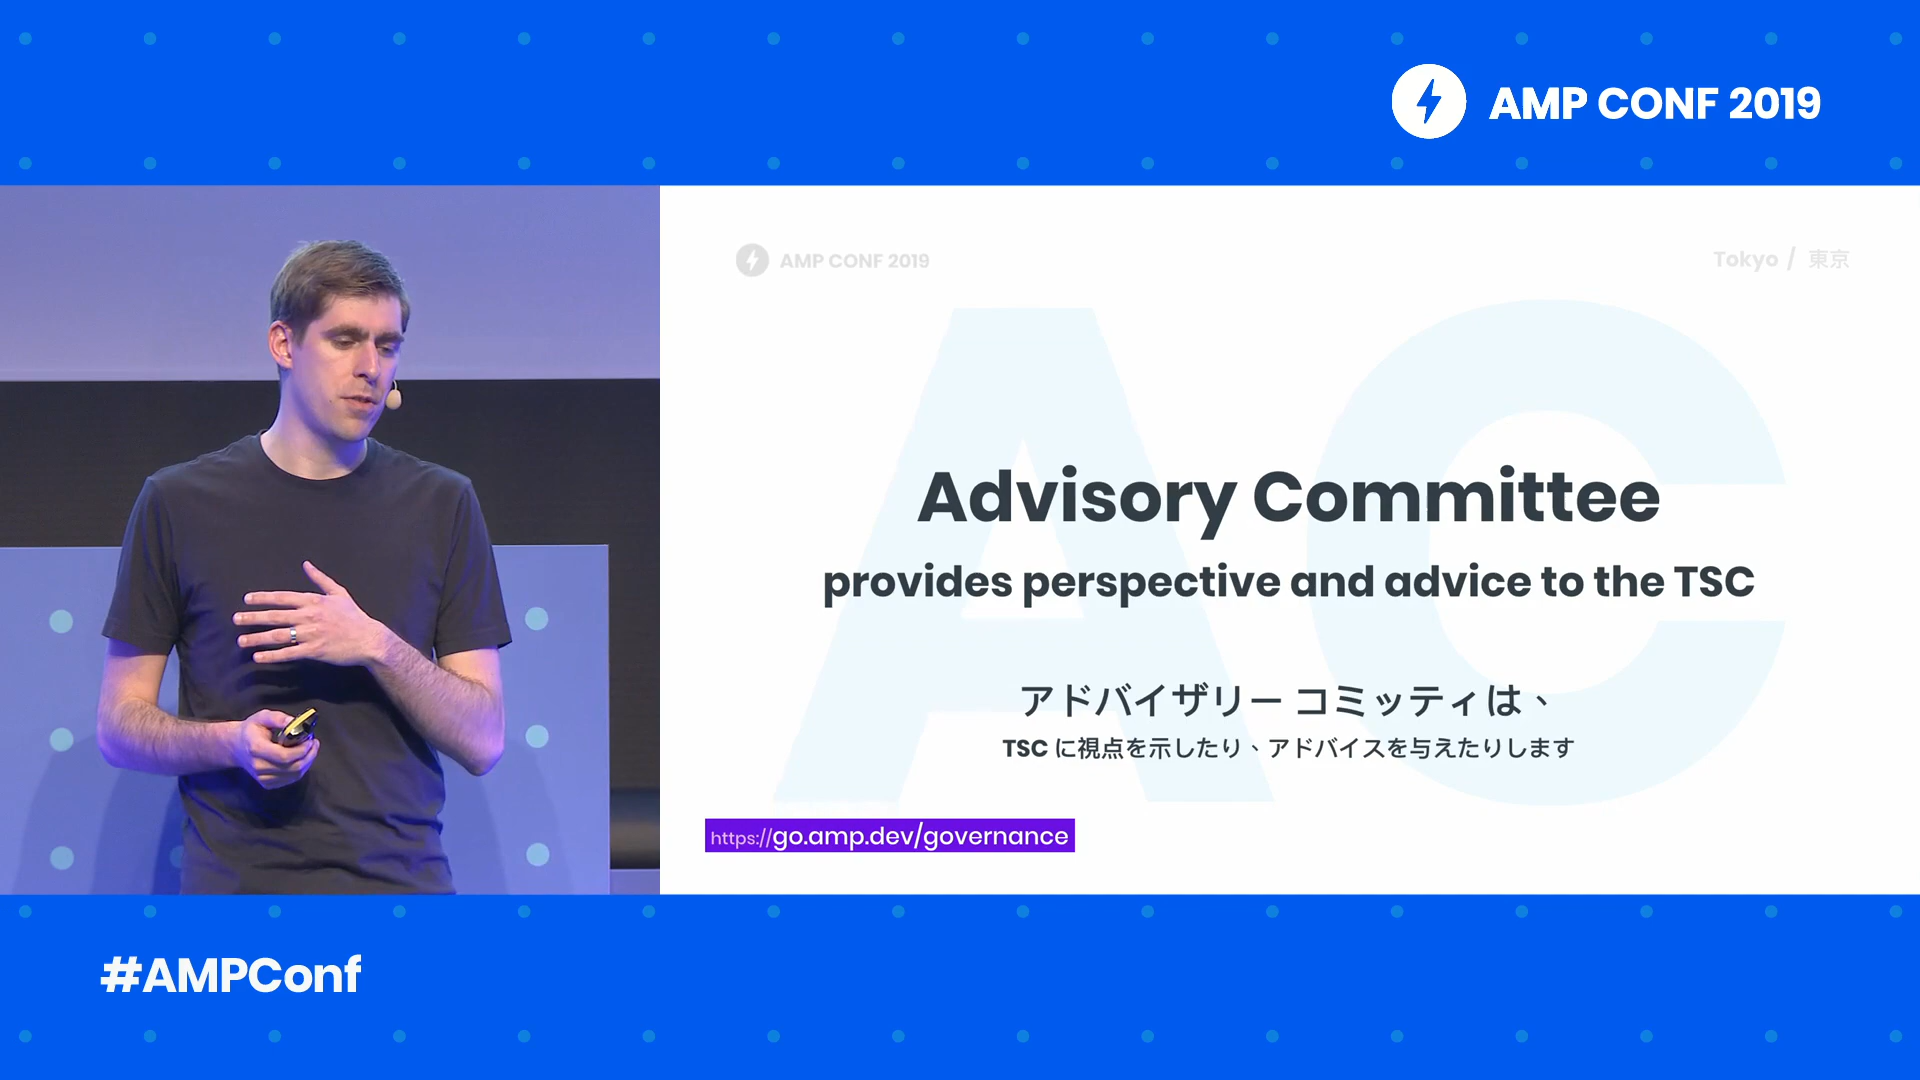 AMP CONF 2019
AMP CONF 2019
Tokyo / 東京
AC
Advisory Committee
provides perspective and advice to the TSC
アドバイザリー コミッティは、
TSC に視点を示したり、アドバイスを与えたりします
https://go.amp.dev/governance
#AMPConf